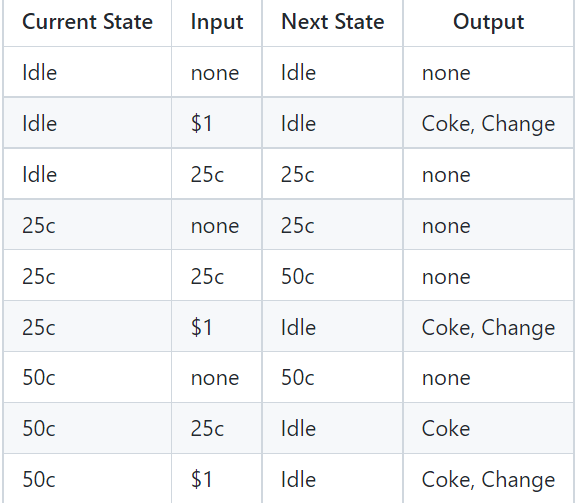 Current State Input Next State Output
Idle none Idle none
Idle $1 Idle Coke, Change
Idle 25c 25c none
25c none 25c none
25c 25c 50c none
25c $1 Idle Coke, Change
50c none 50c none
50c 25c Idle Coke
50c $1 Idle Coke, Change